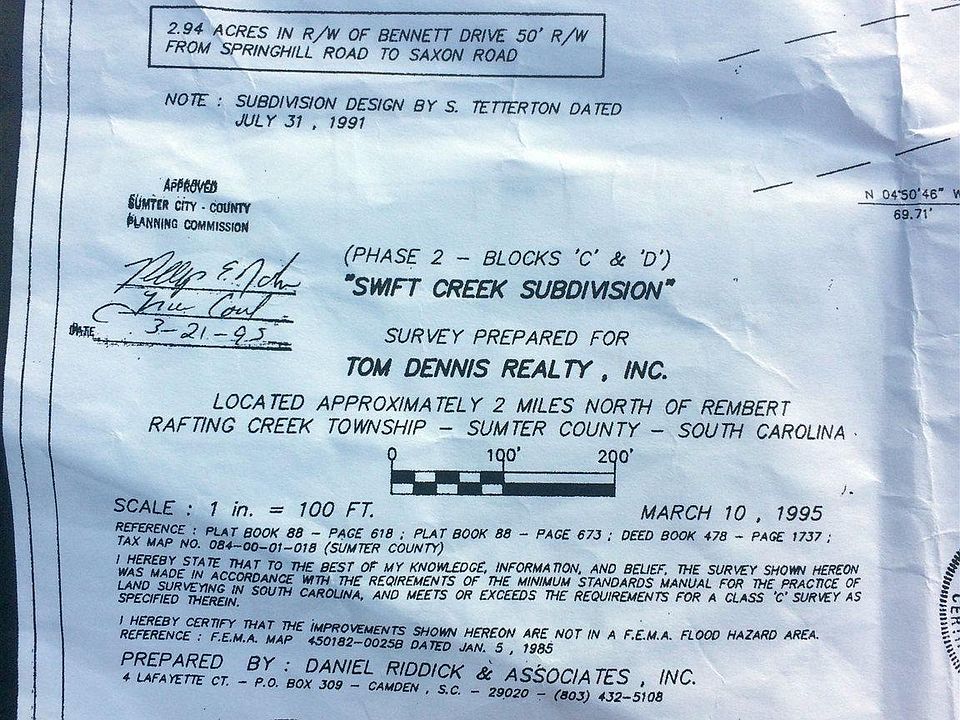 2.94 ACRES IN R/W OF BENNETT DRIVE 50' R/W
FROM SPRINGHILL ROAD TO SAXON ROAD
NOTE : SUBDIVISION DESIGN BY S. TETTERTON DATED
JULY 31 , 1991
N 04°50'46" W
69.71'
APPROVED
SUMTER CITY - COUNTY
PLANNING COMMISSION
DATE 3-21-95
(PHASE 2 - BLOCKS 'C' & 'D')
"SWIFT CREEK SUBDIVISION"
SURVEY PREPARED FOR
TOM DENNIS REALTY , INC.
LOCATED APPROXIMATELY 2 MILES NORTH OF REMBERT
RAFTING CREEK TOWNSHIP - SUMTER COUNTY - SOUTH CAROLINA
0 100' 200'
SCALE : 1 in. = 100 FT.
MARCH 10 , 1995
REFERENCE : PLAT BOOK 88 - PAGE 618 ; PLAT BOOK 88 - PAGE 673 ; DEED BOOK 478 - PAGE 1737 ;
TAX MAP NO. 084-00-01-018 (SUMTER COUNTY)
I HEREBY STATE THAT TO THE BEST OF MY KNOWLEDGE, INFORMATION, AND BELIEF, THE SURVEY SHOWN HEREON
WAS MADE IN ACCORDANCE WITH THE REQIREMENTS OF THE MINIMUM STANDARDS MANUAL FOR THE PRACTICE OF
LAND SURVEYING IN SOUTH CAROLINA, AND MEETS OR EXCEEDS THE REQUIREMENTS FOR A CLASS 'C' SURVEY AS
SPECIFIED THEREIN.
I HEREBY CERTIFY THAT THE IMPROVEMENTS SHOWN HEREON ARE NOT IN A F.E.M.A. FLOOD HAZARD AREA.
REFERENCE : F.E.M.A. MAP 450182-0025B DATED JAN. 5 , 1985
PREPARED BY : DANIEL RIDDICK & ASSOCIATES , INC.
4 LAFAYETTE CT. - P.O. BOX 309 - CAMDEN , S.C. - 29020 - (803) 432-5108